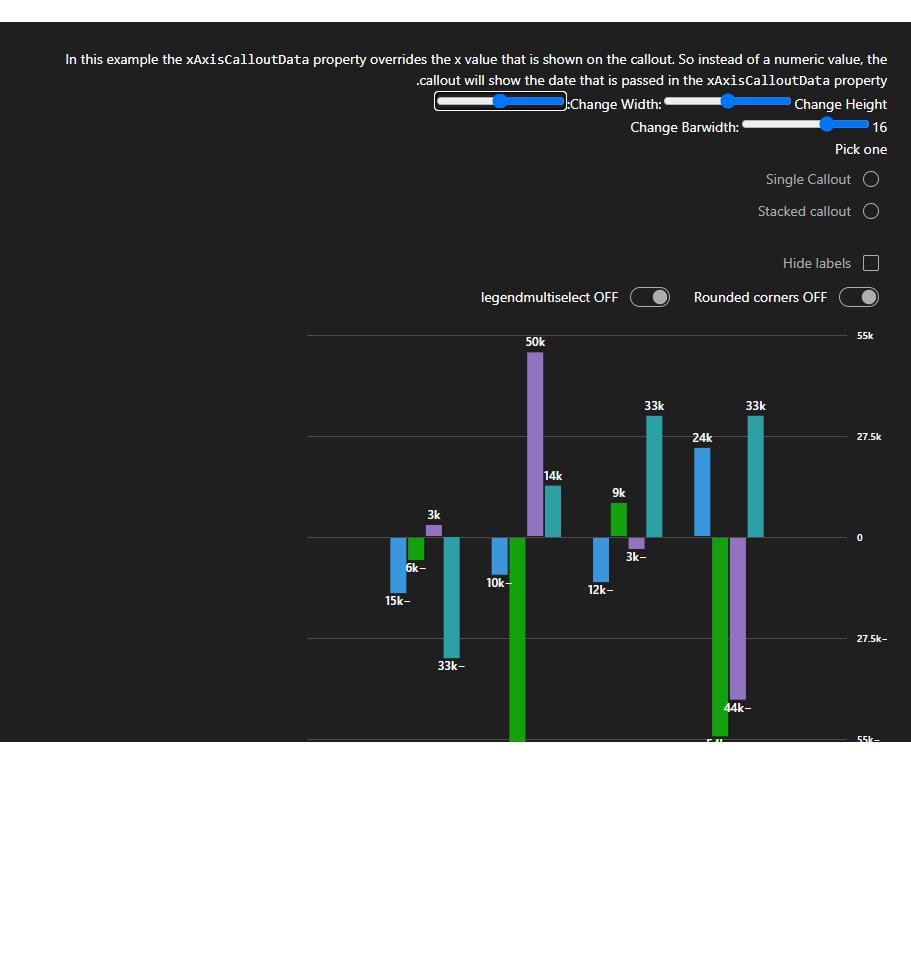 In this example the xAxisCalloutData property overrides the x value that is shown on the callout. So instead of a numeric value, the
.callout will show the date that is passed in the xAxisCalloutData property
:Change Width: Change Height
Change Barwidth: 16
Pick one
Single Callout
Stacked callout
Hide labels
legendmultiselect OFF Rounded corners OFF
55k
50k
33k 33k
27.5k
24k
14k
9k
3k
0
3k−
6k−
10k−
12k−
15k−
27.5k−
33k−
44k−
55k−